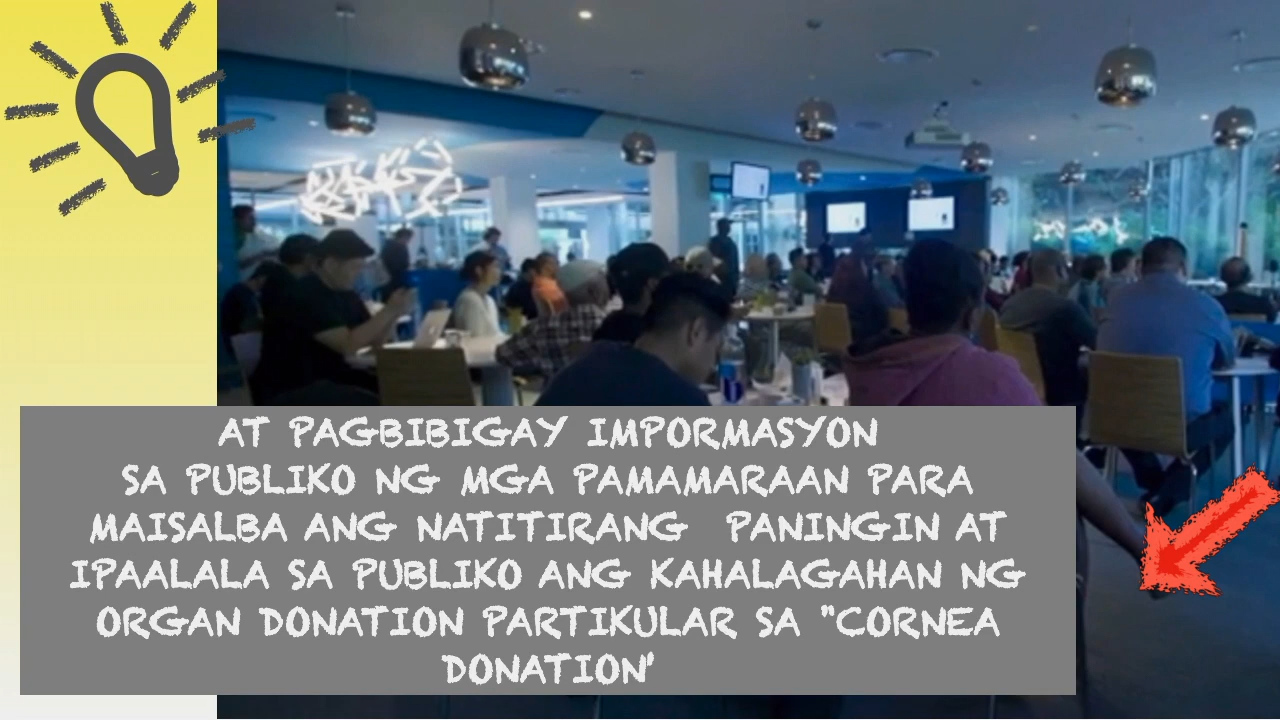 AT PAGBIBIGAY IMPORMASYON
SA PUBLIKO NG MGA PAMAMARAAN PARA
MAISALBA ANG NATITIRANG PANINGIN AT
IPAALALA SA PUBLIKO ANG KAHALAGAHAN NG
ORGAN DONATION PARTIKULAR SA "CORNEA
DONATION'